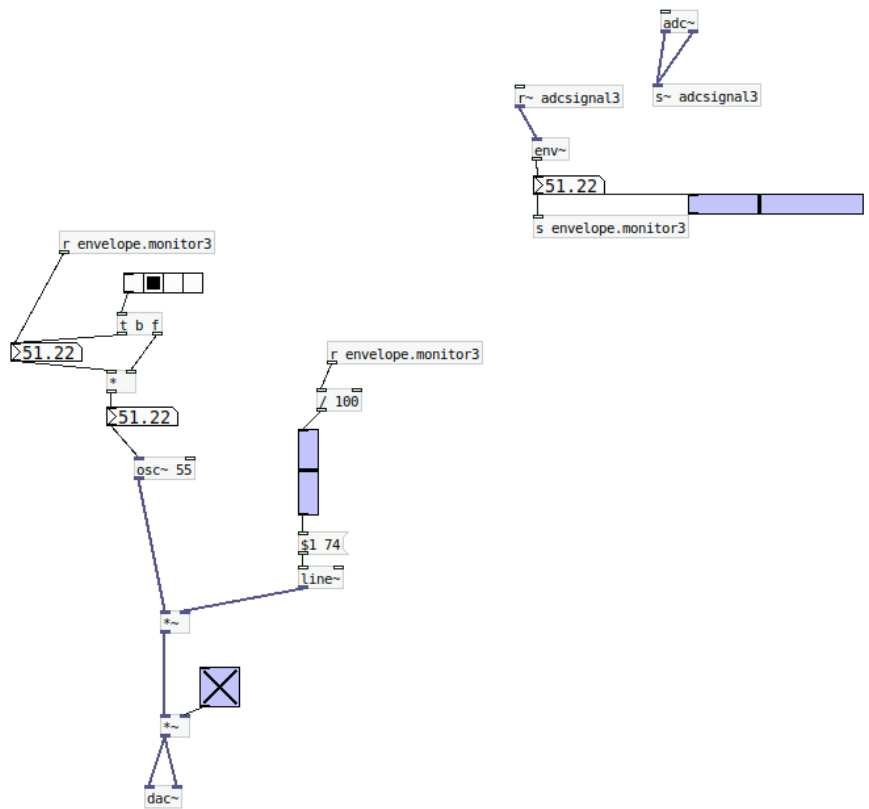 adc~
r~ adcsignal3
s~ adcsignal3
env~
51.22
s envelope.monitor3
r envelope.monitor3
t b f
51.22
*
51.22
osc~ 55
r envelope.monitor3
/ 100
$1 74
line~
*~
*~
dac~